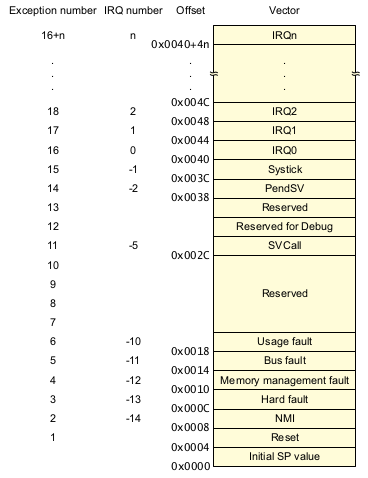 Exception number IRQ number Offset Vector
16+n n IRQn
0x0040+4n
. . .
. . .
. . .
0x004C
18 2 IRQ2
0x0048
17 1 IRQ1
0x0044
16 0 IRQ0
0x0040
15 -1 Systick
0x003C
14 -2 PendSV
0x0038
13 Reserved
12 Reserved for Debug
11 -5 SVCall
0x002C
10
9
Reserved
8
7
6 -10 Usage fault
0x0018
5 -11 Bus fault
0x0014
4 -12 Memory management fault
0x0010
3 -13 Hard fault
0x000C
2 -14 NMI
0x0008
1 Reset
0x0004
Initial SP value
0x0000